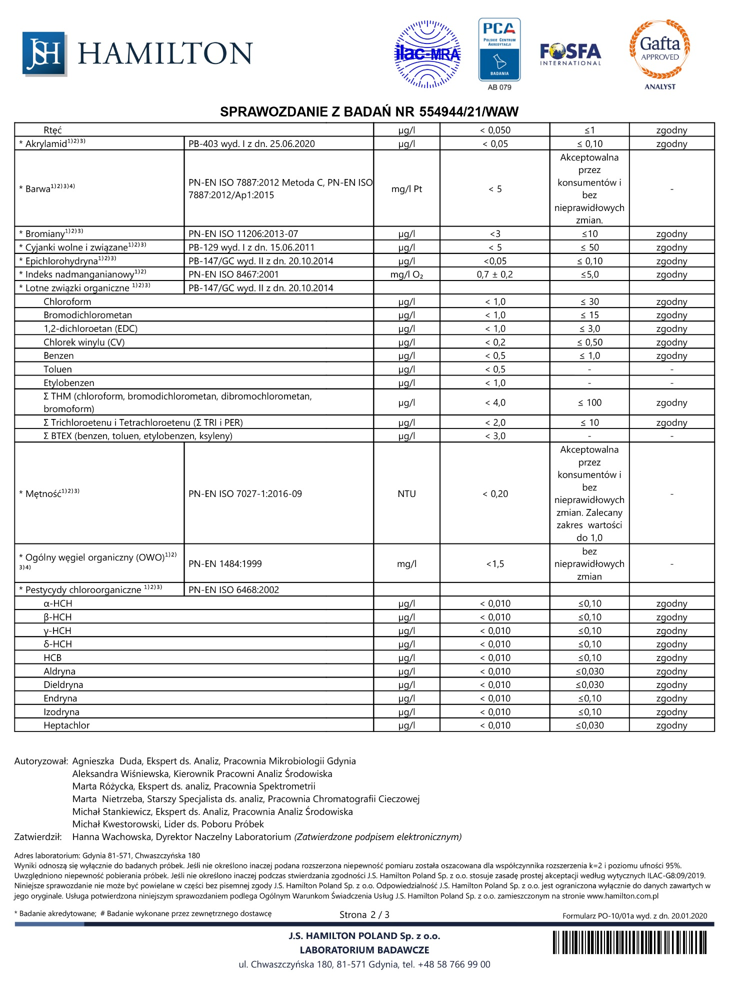 JSH HAMILTON
ilac-MRA
PCA
POLSKIE CENTRUM
AKREDYTACJI
BADANIA
AB 079
FOSFA
INTERNATIONAL
Gafta
APPROVED
ANALYST
SPRAWOZDANIE Z BADAŃ NR 554944/21/WAW
Rtęć µg/l < 0,050 ≤1 zgodny
* Akrylamid¹⁾²⁾³⁾ PB-403 wyd. I z dn. 25.06.2020 µg/l < 0,05 ≤ 0,10 zgodny
* Barwa¹⁾²⁾³⁾⁴⁾ PN-EN ISO 7887:2012 Metoda C, PN-EN ISO
7887:2012/Ap1:2015 mg/l Pt < 5 Akceptowalna
przez
konsumentów i
bez
nieprawidłowych
zmian. -
* Bromiany¹⁾²⁾³⁾ PN-EN ISO 11206:2013-07 µg/l <3 ≤10 zgodny
* Cyjanki wolne i związane¹⁾²⁾³⁾ PB-129 wyd. I z dn. 15.06.2011 µg/l < 5 ≤ 50 zgodny
* Epichlorohydryna¹⁾²⁾³⁾ PB-147/GC wyd. II z dn. 20.10.2014 µg/l <0,05 ≤ 0,10 zgodny
* Indeks nadmanganianowy¹⁾²⁾ PN-EN ISO 8467:2001 mg/l O₂ 0,7 ± 0,2 ≤5,0 zgodny
* Lotne związki organiczne ¹⁾²⁾³⁾ PB-147/GC wyd. II z dn. 20.10.2014
Chloroform µg/l < 1,0 ≤ 30 zgodny
Bromodichlorometan µg/l < 1,0 ≤ 15 zgodny
1,2-dichloroetan (EDC) µg/l < 1,0 ≤ 3,0 zgodny
Chlorek winylu (CV) µg/l < 0,2 ≤ 0,50 zgodny
Benzen µg/l < 0,5 ≤ 1,0 zgodny
Toluen µg/l < 0,5 - -
Etylobenzen µg/l < 1,0 - -
Σ THM (chloroform, bromodichlorometan, dibromochlorometan,
bromoform) µg/l < 4,0 ≤ 100 zgodny
Σ Trichloroetenu i Tetrachloroetenu (Σ TRI i PER) µg/l < 2,0 ≤ 10 zgodny
Σ BTEX (benzen, toluen, etylobenzen, ksyleny) µg/l < 3,0 - -
* Mętność¹⁾²⁾³⁾ PN-EN ISO 7027-1:2016-09 NTU < 0,20 Akceptowalna
przez
konsumentów i
bez
nieprawidłowych
zmian. Zalecany
zakres wartości
do 1,0 -
* Ogólny węgiel organiczny (OWO)¹⁾²⁾
³⁾⁴⁾ PN-EN 1484:1999 mg/l <1,5 bez
nieprawidłowych
zmian -
* Pestycydy chloroorganiczne ¹⁾²⁾³⁾ PN-EN ISO 6468:2002
α-HCH µg/l < 0,010 ≤0,10 zgodny
β-HCH µg/l < 0,010 ≤0,10 zgodny
γ-HCH µg/l < 0,010 ≤0,10 zgodny
δ-HCH µg/l < 0,010 ≤0,10 zgodny
HCB µg/l < 0,010 ≤0,10 zgodny
Aldryna µg/l < 0,010 ≤0,030 zgodny
Dieldryna µg/l < 0,010 ≤0,030 zgodny
Endryna µg/l < 0,010 ≤0,10 zgodny
Izodryna µg/l < 0,010 ≤0,10 zgodny
Heptachlor µg/l < 0,010 ≤0,030 zgodny
Autoryzował: Agnieszka Duda, Ekspert ds. Analiz, Pracownia Mikrobiologii Gdynia
Aleksandra Wiśniewska, Kierownik Pracowni Analiz Środowiska
Marta Różycka, Ekspert ds. analiz, Pracownia Spektrometrii
Marta Nietrzeba, Starszy Specjalista ds. analiz, Pracownia Chromatografii Cieczowej
Michał Stankiewicz, Ekspert ds. Analiz, Pracownia Analiz Środowiska
Michał Kwestorowski, Lider ds. Poboru Próbek
Zatwierdził: Hanna Wachowska, Dyrektor Naczelny Laboratorium (Zatwierdzone podpisem elektronicznym)
Adres laboratorium: Gdynia 81-571, Chwaszczyńska 180
Wyniki odnoszą się wyłącznie do badanych próbek. Jeśli nie określono inaczej podana rozszerzona niepewność pomiaru została oszacowana dla współczynnika rozszerzenia k=2 i poziomu ufności 95%.
Uwzględniono niepewność pobierania próbek. Jeśli nie określono inaczej podczas stwierdzania zgodności J.S. Hamilton Poland Sp. z o.o. stosuje zasadę prostej akceptacji według wytycznych ILAC-G8:09/2019.
Niniejsze sprawozdanie nie może być powielane w części bez pisemnej zgody J.S. Hamilton Poland Sp. z o.o. Odpowiedzialność J.S. Hamilton Poland Sp. z o.o. jest ograniczona wyłącznie do danych zawartych w
jego oryginale. Usługa potwierdzona niniejszym sprawozdaniem podlega Ogólnym Warunkom Świadczenia Usług J.S. Hamilton Poland Sp. z o.o. zamieszczonym na stronie www.hamilton.com.pl
* Badanie akredytowane; # Badanie wykonane przez zewnętrznego dostawcę Strona 2 / 3 Formularz PO-10/01a wyd. z dn. 20.01.2020
J.S. HAMILTON POLAND Sp. z o.o.
LABORATORIUM BADAWCZE
ul. Chwaszczyńska 180, 81-571 Gdynia, tel. +48 58 766 99 00